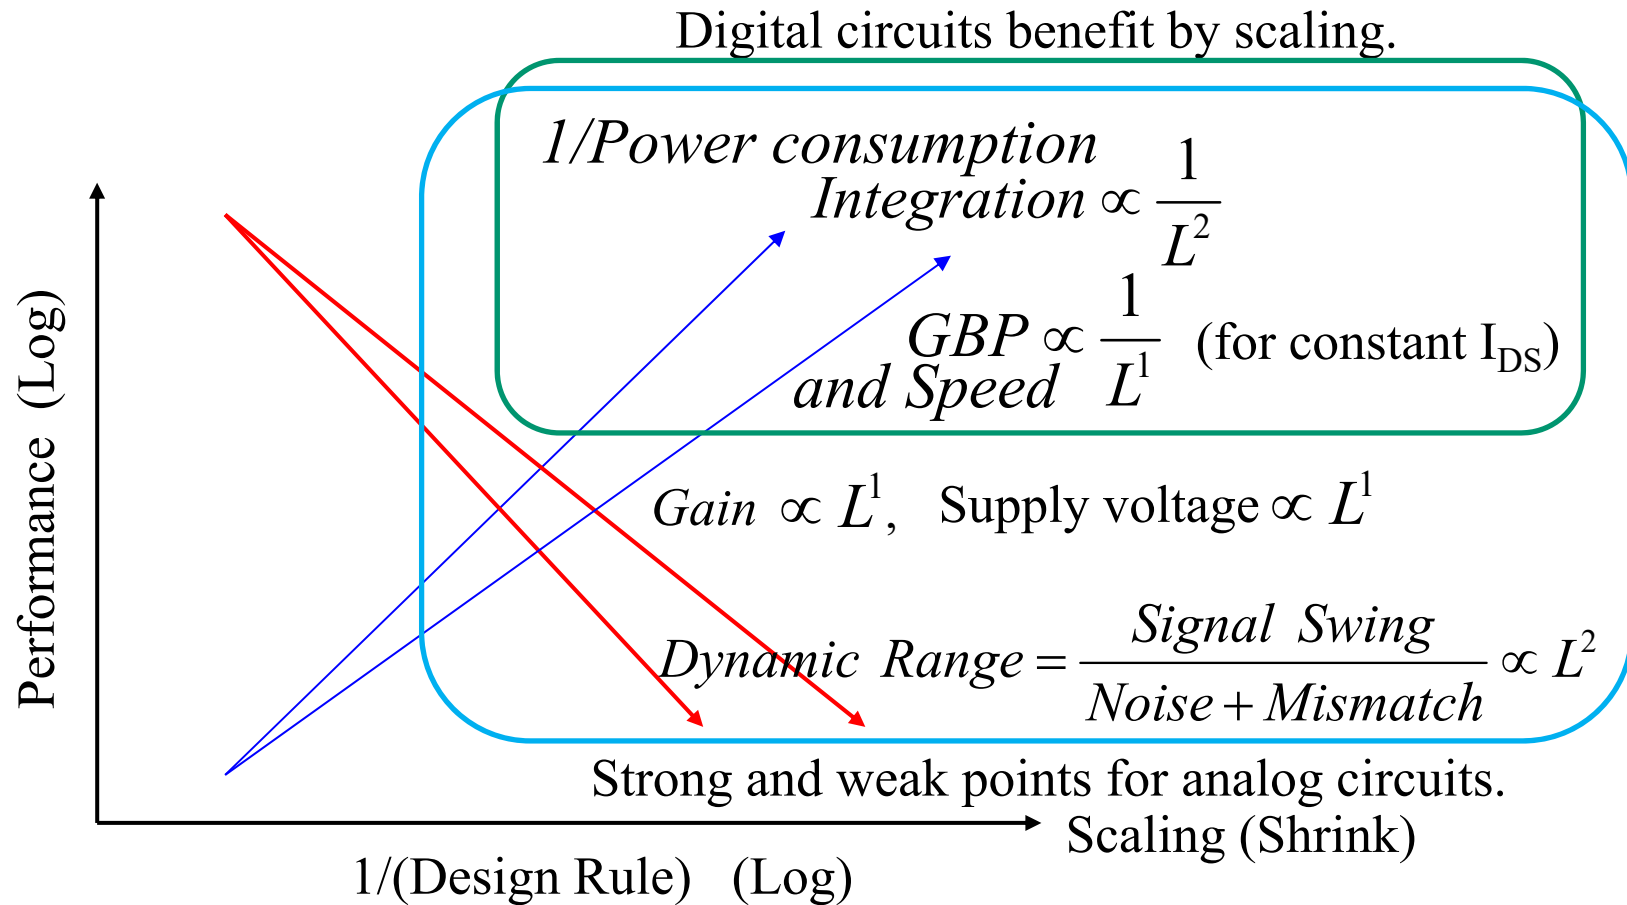 Digital circuits benefit by scaling.
1/Power consumption
Integration ∝ 1/L²
GBP ∝ 1/L¹ (for constant I_DS)
and Speed
Gain ∝ L¹, Supply voltage ∝ L¹
Dynamic Range = Signal Swing / Noise + Mismatch ∝ L²
Strong and weak points for analog circuits.
Scaling (Shrink)
1/(Design Rule) (Log)
Performance (Log)